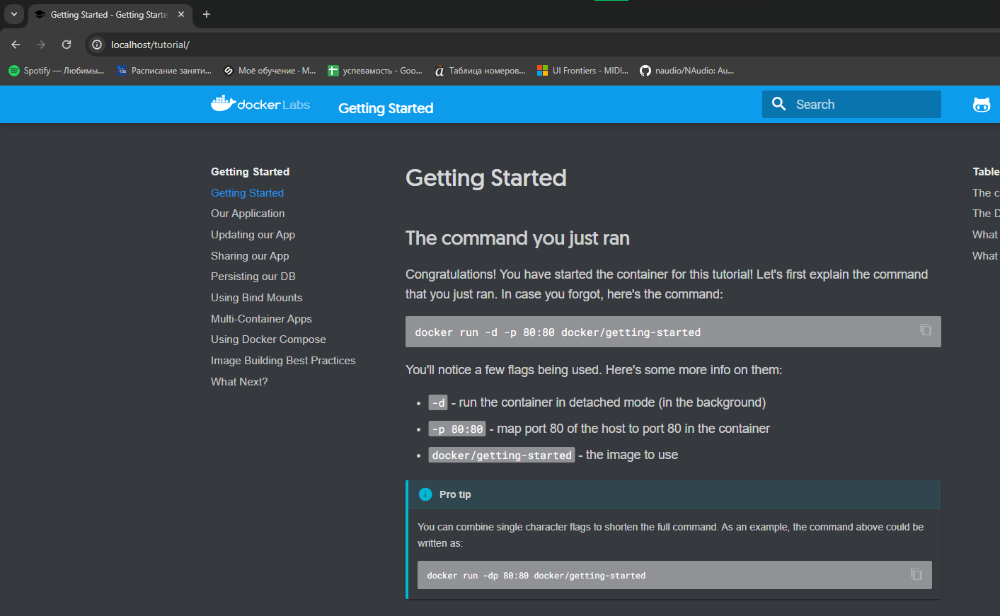 Getting Started - Getting Starte
localhost/tutorial/
Spotify — Любимы...
Расписание заняти...
Моё обучение · М...
успевамость - Goo...
Таблица номеров...
UI Frontiers - MIDI...
naudio/NAudio: Au...
docker Labs
Getting Started
Search
Getting Started
Getting Started
Our Application
Updating our App
Sharing our App
Persisting our DB
Using Bind Mounts
Multi-Container Apps
Using Docker Compose
Image Building Best Practices
What Next?
Getting Started
The command you just ran
Congratulations! You have started the container for this tutorial! Let's first explain the command
that you just ran. In case you forgot, here's the command:
docker run -d -p 80:80 docker/getting-started
You'll notice a few flags being used. Here's some more info on them:
• -d - run the container in detached mode (in the background)
• -p 80:80 - map port 80 of the host to port 80 in the container
• docker/getting-started - the image to use
Pro tip
You can combine single character flags to shorten the full command. As an example, the command above could be
written as:
docker run -dp 80:80 docker/getting-started
Table
The c
The D
What
What